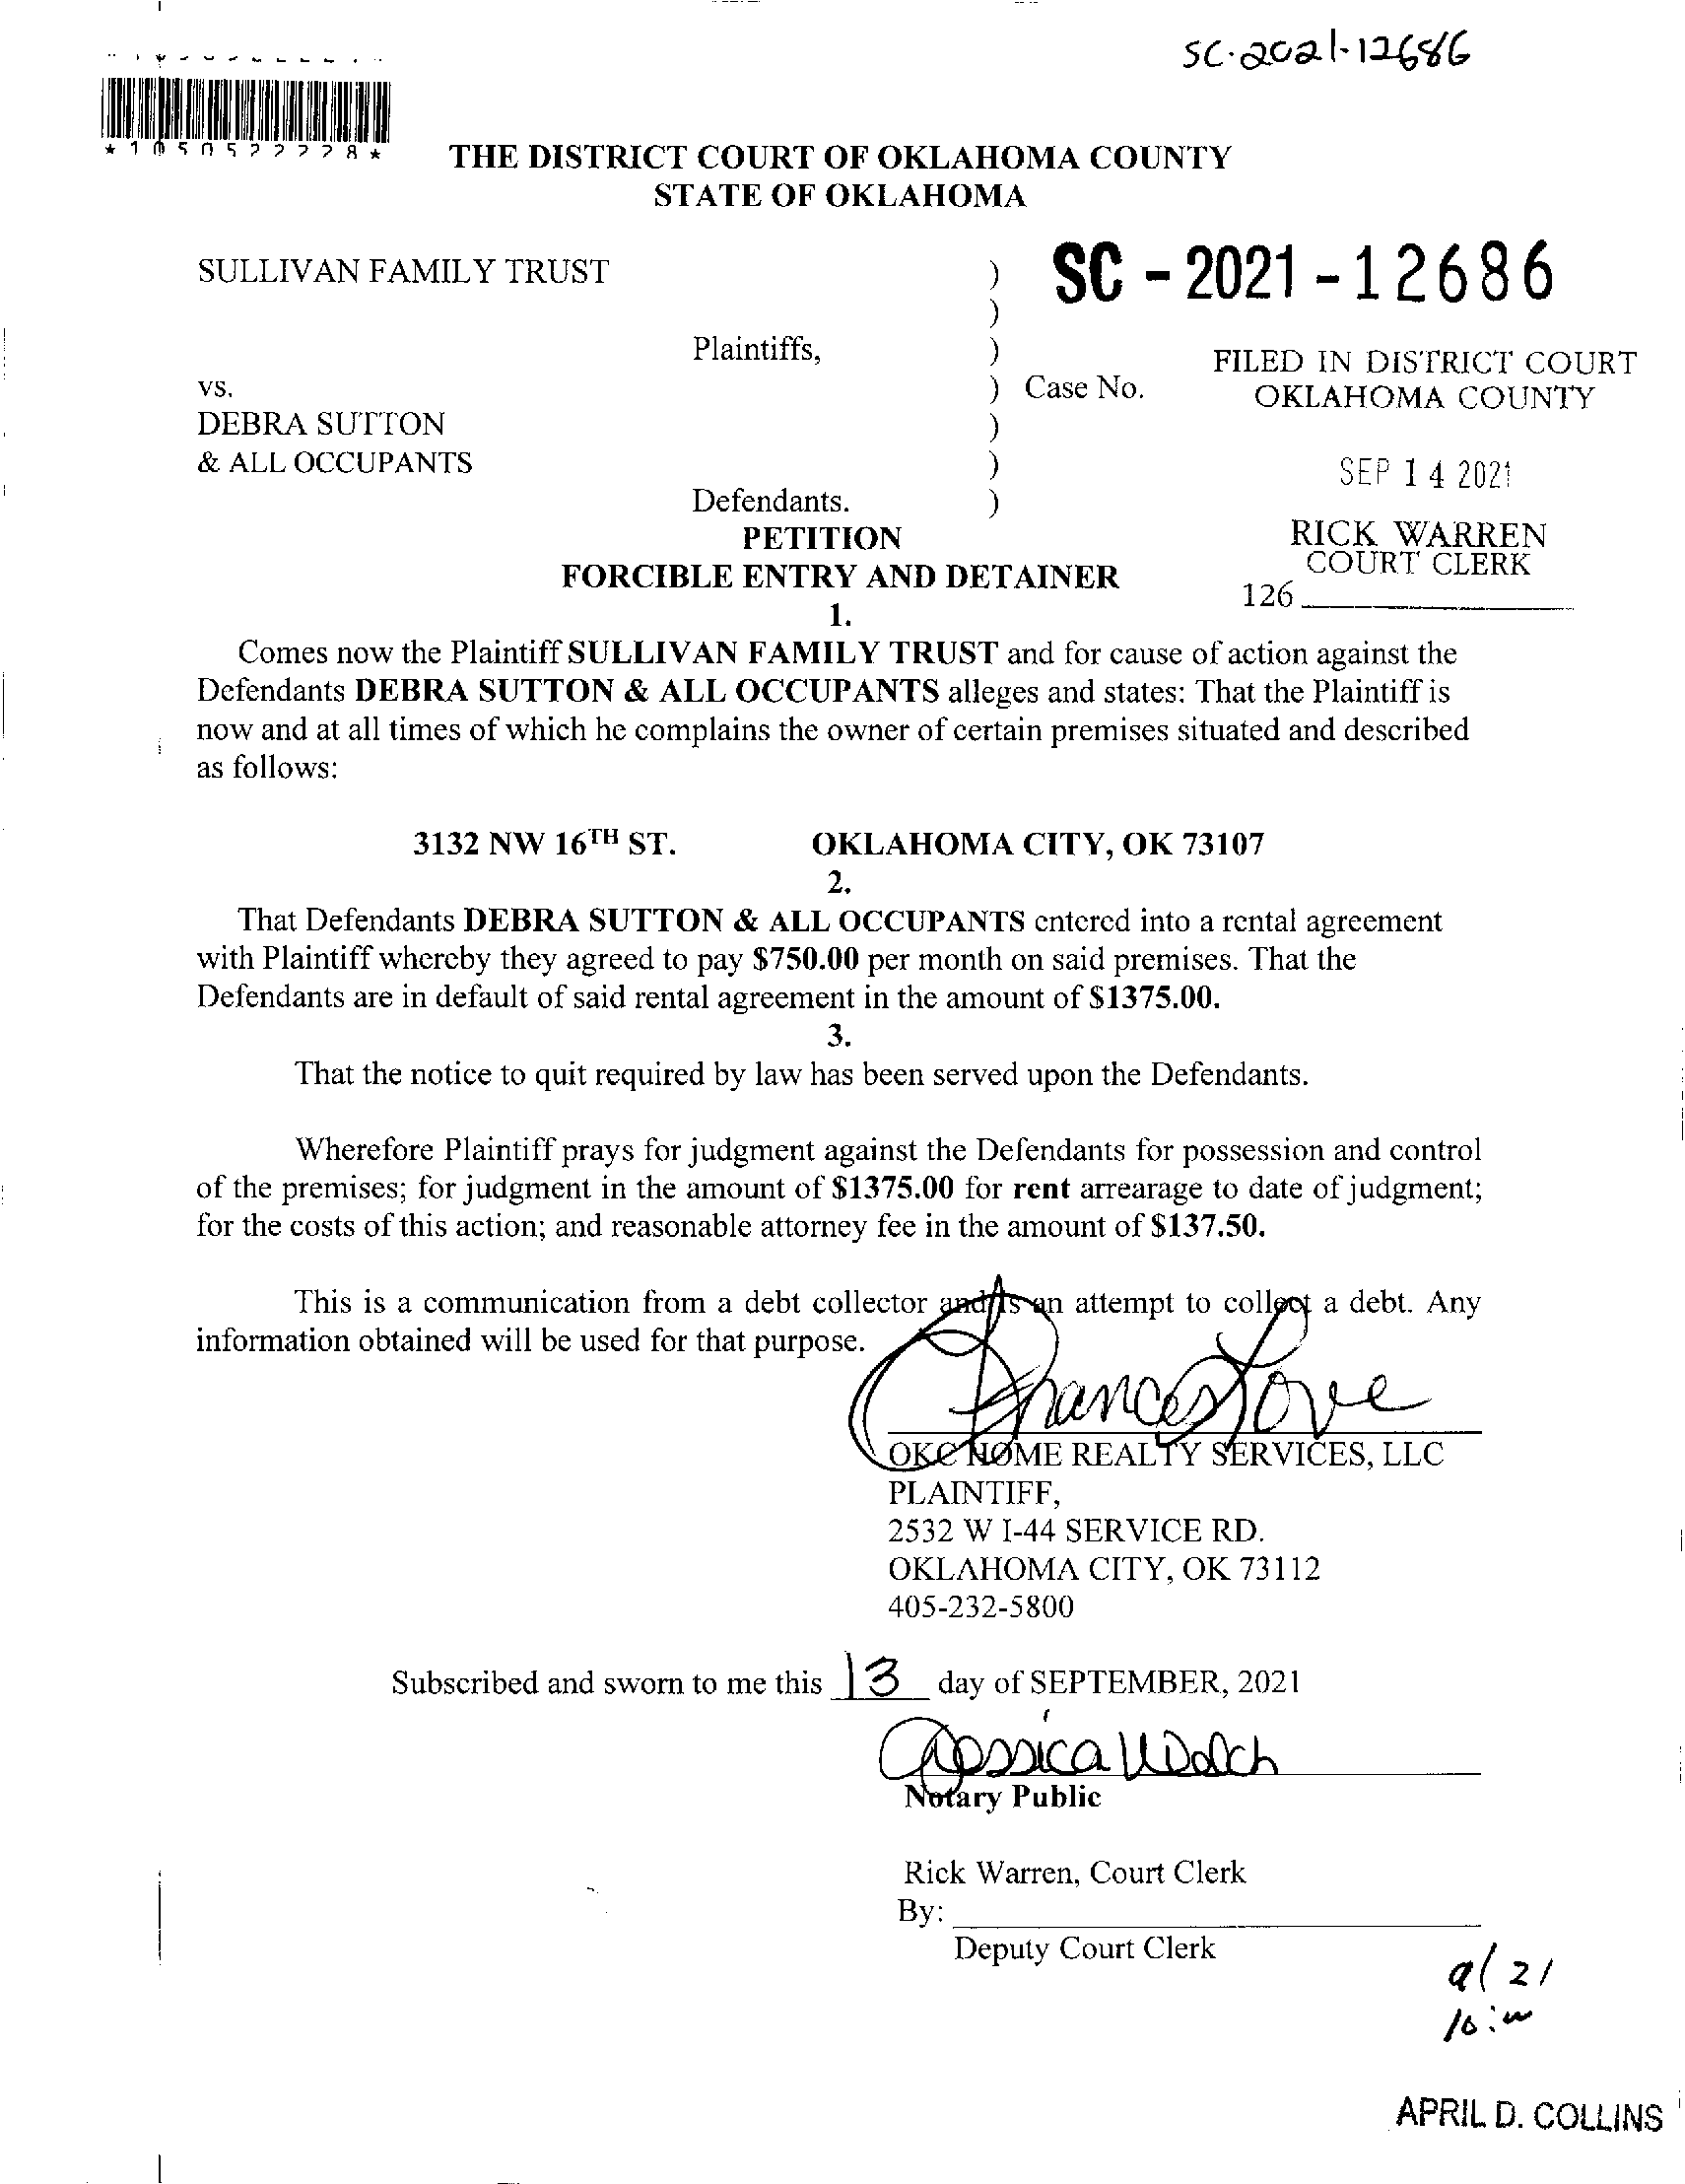 SC-2021-12686
THE DISTRICT COURT OF OKLAHOMA COUNTY
STATE OF OKLAHOMA
SULLIVAN FAMILY TRUST )
)
Plaintiffs, )
vs. ) Case No.
DEBRA SUTTON )
& ALL OCCUPANTS )
Defendants. )
SC - 2021 - 12686
FILED IN DISTRICT COURT
OKLAHOMA COUNTY
SEP 14 2021
RICK WARREN
COURT CLERK
126
PETITION
FORCIBLE ENTRY AND DETAINER
1.
Comes now the Plaintiff SULLIVAN FAMILY TRUST and for cause of action against the
Defendants DEBRA SUTTON & ALL OCCUPANTS alleges and states: That the Plaintiff is
now and at all times of which he complains the owner of certain premises situated and described
as follows:
3132 NW 16TH ST. OKLAHOMA CITY, OK 73107
2.
That Defendants DEBRA SUTTON & ALL OCCUPANTS entered into a rental agreement
with Plaintiff whereby they agreed to pay $750.00 per month on said premises. That the
Defendants are in default of said rental agreement in the amount of $1375.00.
3.
That the notice to quit required by law has been served upon the Defendants.
Wherefore Plaintiff prays for judgment against the Defendants for possession and control
of the premises; for judgment in the amount of $1375.00 for rent arrearage to date of judgment;
for the costs of this action; and reasonable attorney fee in the amount of $137.50.
This is a communication from a debt collector and is an attempt to collect a debt. Any
information obtained will be used for that purpose.
Frances Love
OKC HOME REALTY SERVICES, LLC
PLAINTIFF,
2532 W I-44 SERVICE RD.
OKLAHOMA CITY, OK 73112
405-232-5800
Subscribed and sworn to me this 13 day of SEPTEMBER, 2021
Jessica Welch
Notary Public
Rick Warren, Court Clerk
By:
Deputy Court Clerk
9/21
APRIL D. COLLINS